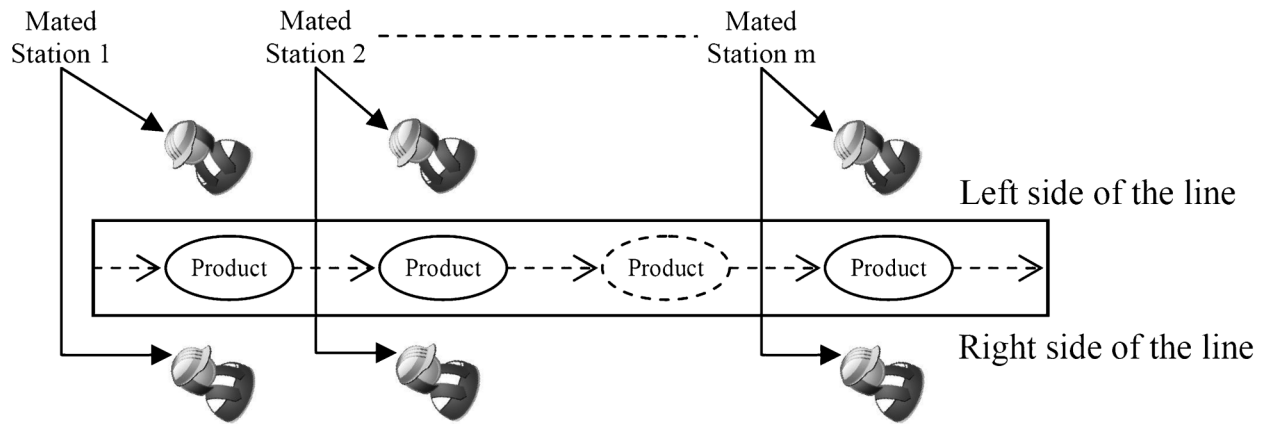 Mated
Station 1
Mated
Station 2
Mated
Station m
Left side of the line
Product
Product
Product
Product
Right side of the line